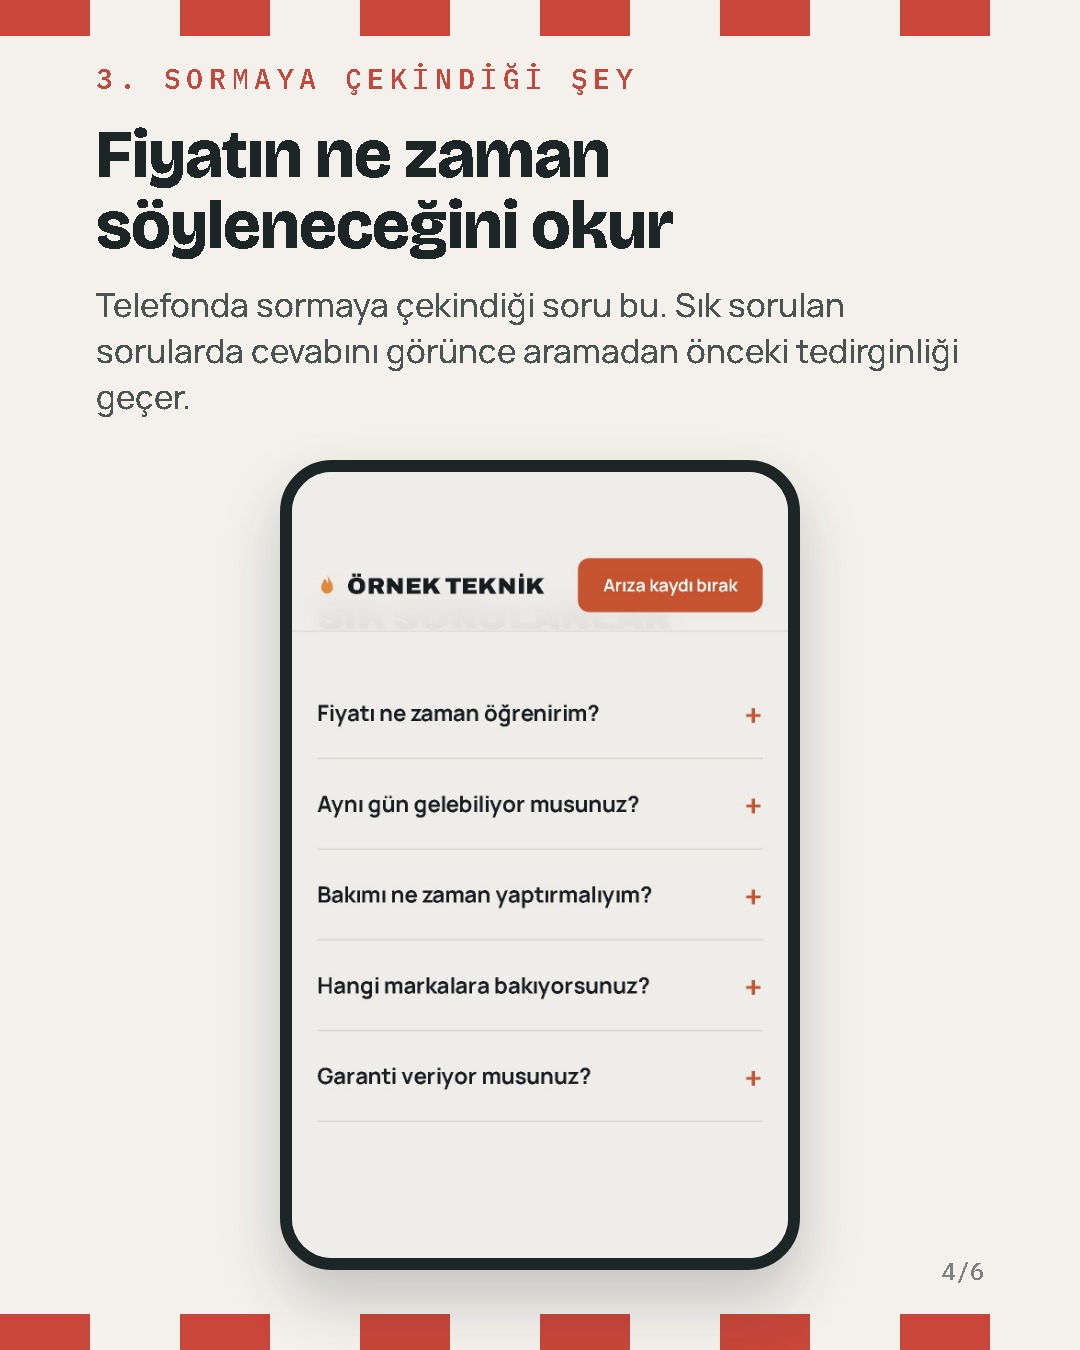 3. SORMAYA ÇEKİNDİĞİ ŞEY
Fiyatın ne zaman
söyleneceğini okur
Telefonda sormaya çekindiği soru bu. Sık sorulan
sorularda cevabını görünce aramadan önceki tedirginliği
geçer.
ÖRNEK TEKNİK
Arıza kaydı bırak
SIK SORULANLAR
Fiyatı ne zaman öğrenirim?
+
Aynı gün gelebiliyor musunuz?
+
Bakımı ne zaman yaptırmalıyım?
+
Hangi markalara bakıyorsunuz?
+
Garanti veriyor musunuz?
+
4/6